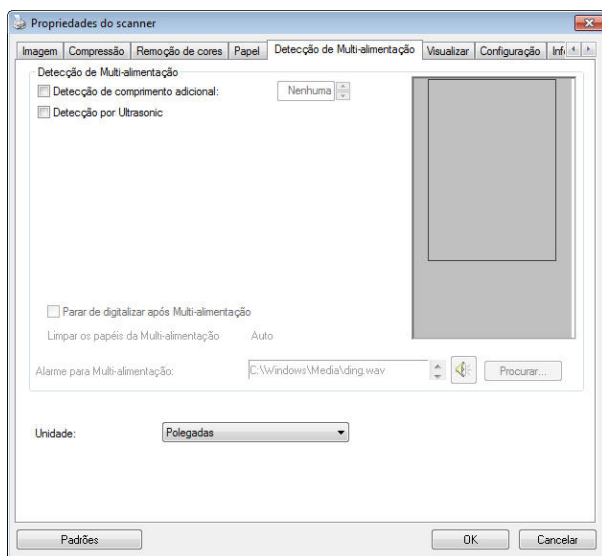 Propriedades do scanner
Imagem Compressão Remoção de cores Papel Detecção de Multi-alimentação Visualizar Configuração Inf
Detecção de Multi-alimentação
Detecção de comprimento adicional: Nenhuma
Detecção por Ultrasonic
Parar de digitalizar após Multi-alimentação
Limpar os papéis da Multi-alimentação Auto
Alarme para Multi-alimentação: C:\Windows\Media\ding.wav Procurar...
Unidade: Polegadas
Padrões OK Cancelar